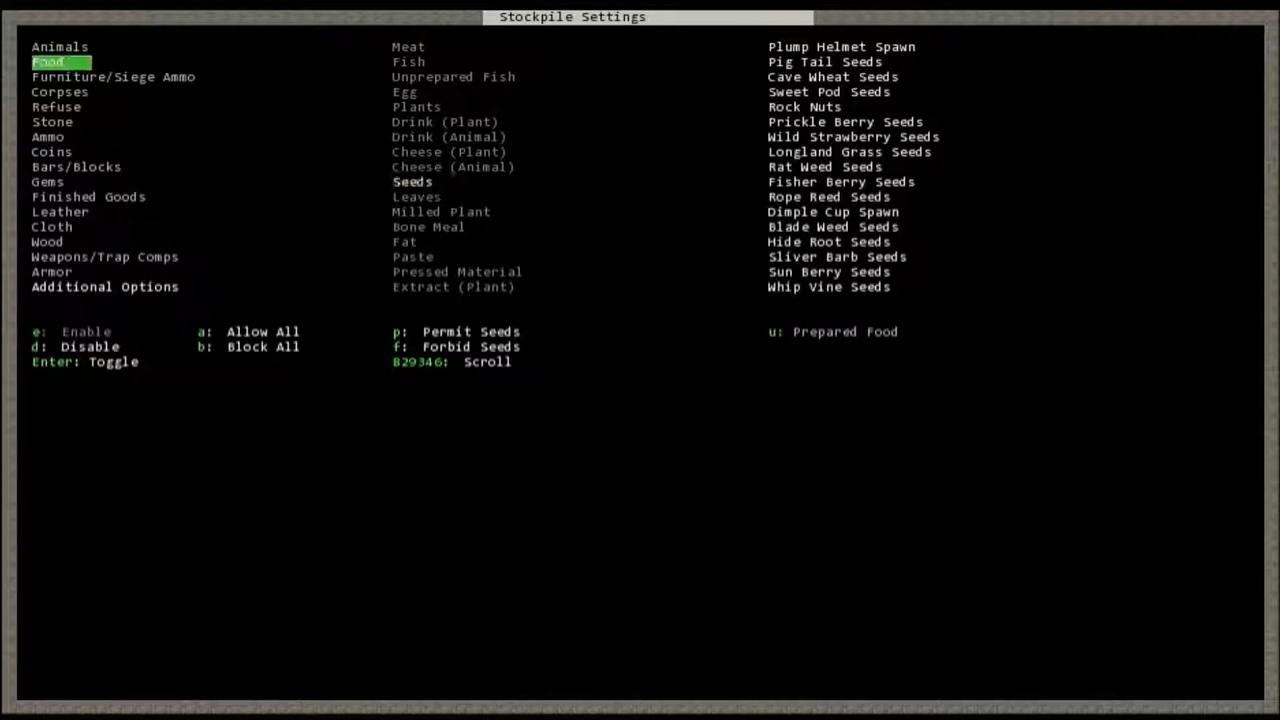 Stockpile Settings
Animals Meat Plump Helmet Spawn
Food Fish Pig Tail Seeds
Furniture/Siege Ammo Unprepared Fish Cave Wheat Seeds
Corpses Egg Sweet Pod Seeds
Refuse Plants Rock Nuts
Stone Drink (Plant) Prickle Berry Seeds
Ammo Drink (Animal) Wild Strawberry Seeds
Coins Cheese (Plant) Longland Grass Seeds
Bars/Blocks Cheese (Animal) Rat Weed Seeds
Gems Seeds Fisher Berry Seeds
Finished Goods Leaves Rope Reed Seeds
Leather Milled Plant Dimple Cup Spawn
Cloth Bone Meal Blade Weed Seeds
Wood Fat Hide Root Seeds
Weapons/Trap Comps Paste Sliver Barb Seeds
Armor Pressed Material Sun Berry Seeds
Additional Options Extract (Plant) Whip Vine Seeds
e: Enable a: Allow All p: Permit Seeds u: Prepared Food
d: Disable b: Block All f: Forbid Seeds
Enter: Toggle 829346: Scroll